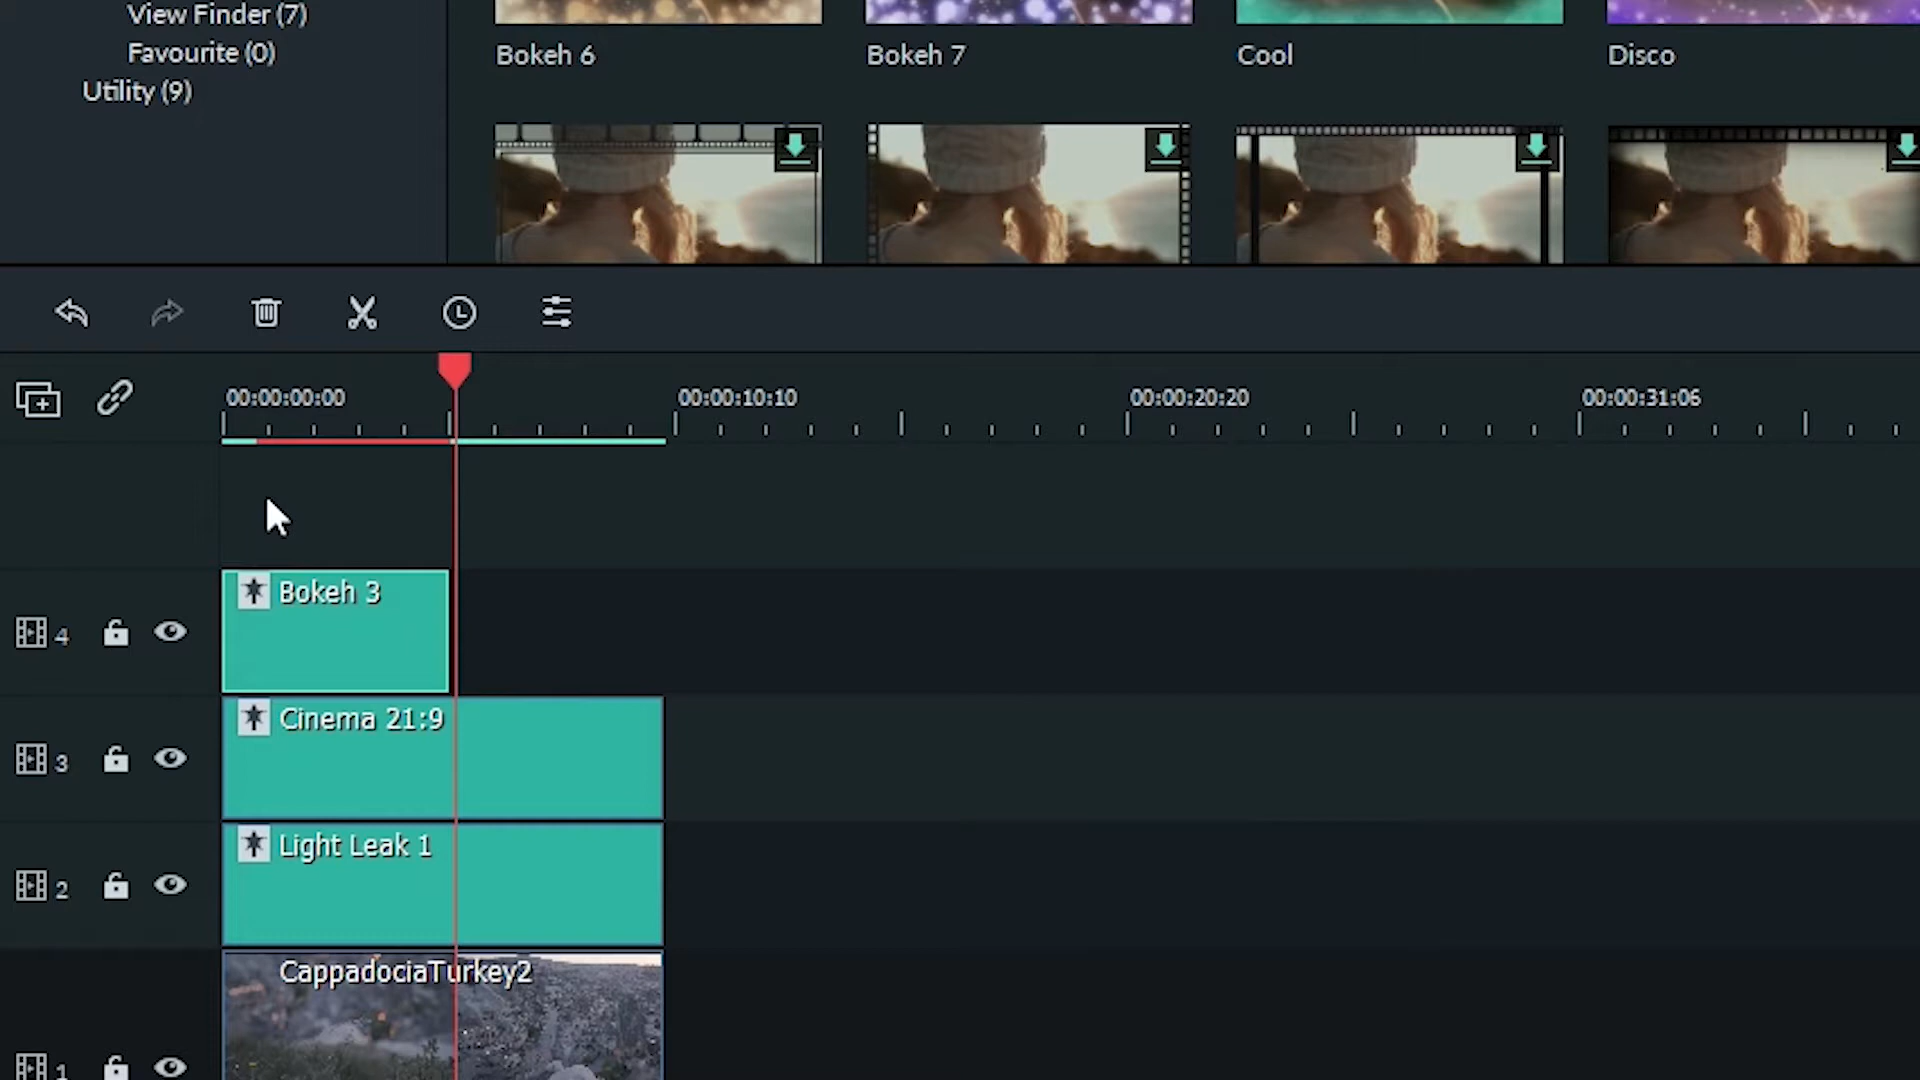 View Finder (7)
Favourite (0)
Utility (9)
Bokeh 6
Bokeh 7
Cool
Disco
00:00:00:00
00:00:10:10
00:00:20:20
00:00:31:06
Bokeh 3
4
Cinema 21:9
3
Light Leak 1
2
CappadociaTurkey2
1